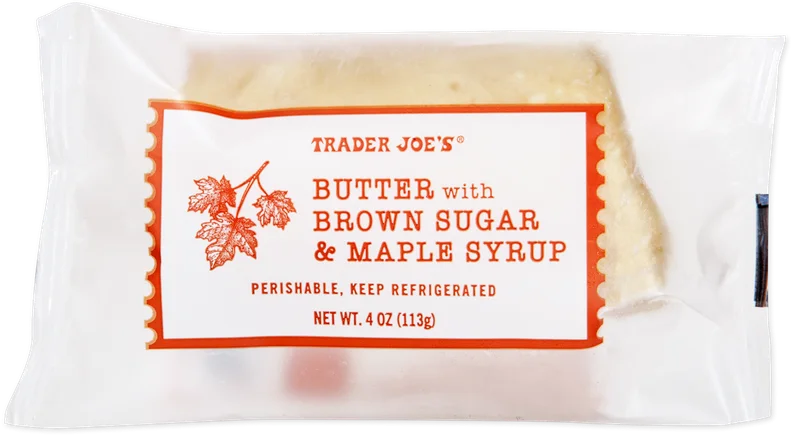 TRADER JOE'S®
BUTTER with
BROWN SUGAR
& MAPLE SYRUP
PERISHABLE, KEEP REFRIGERATED
NET WT. 4 OZ (113g)